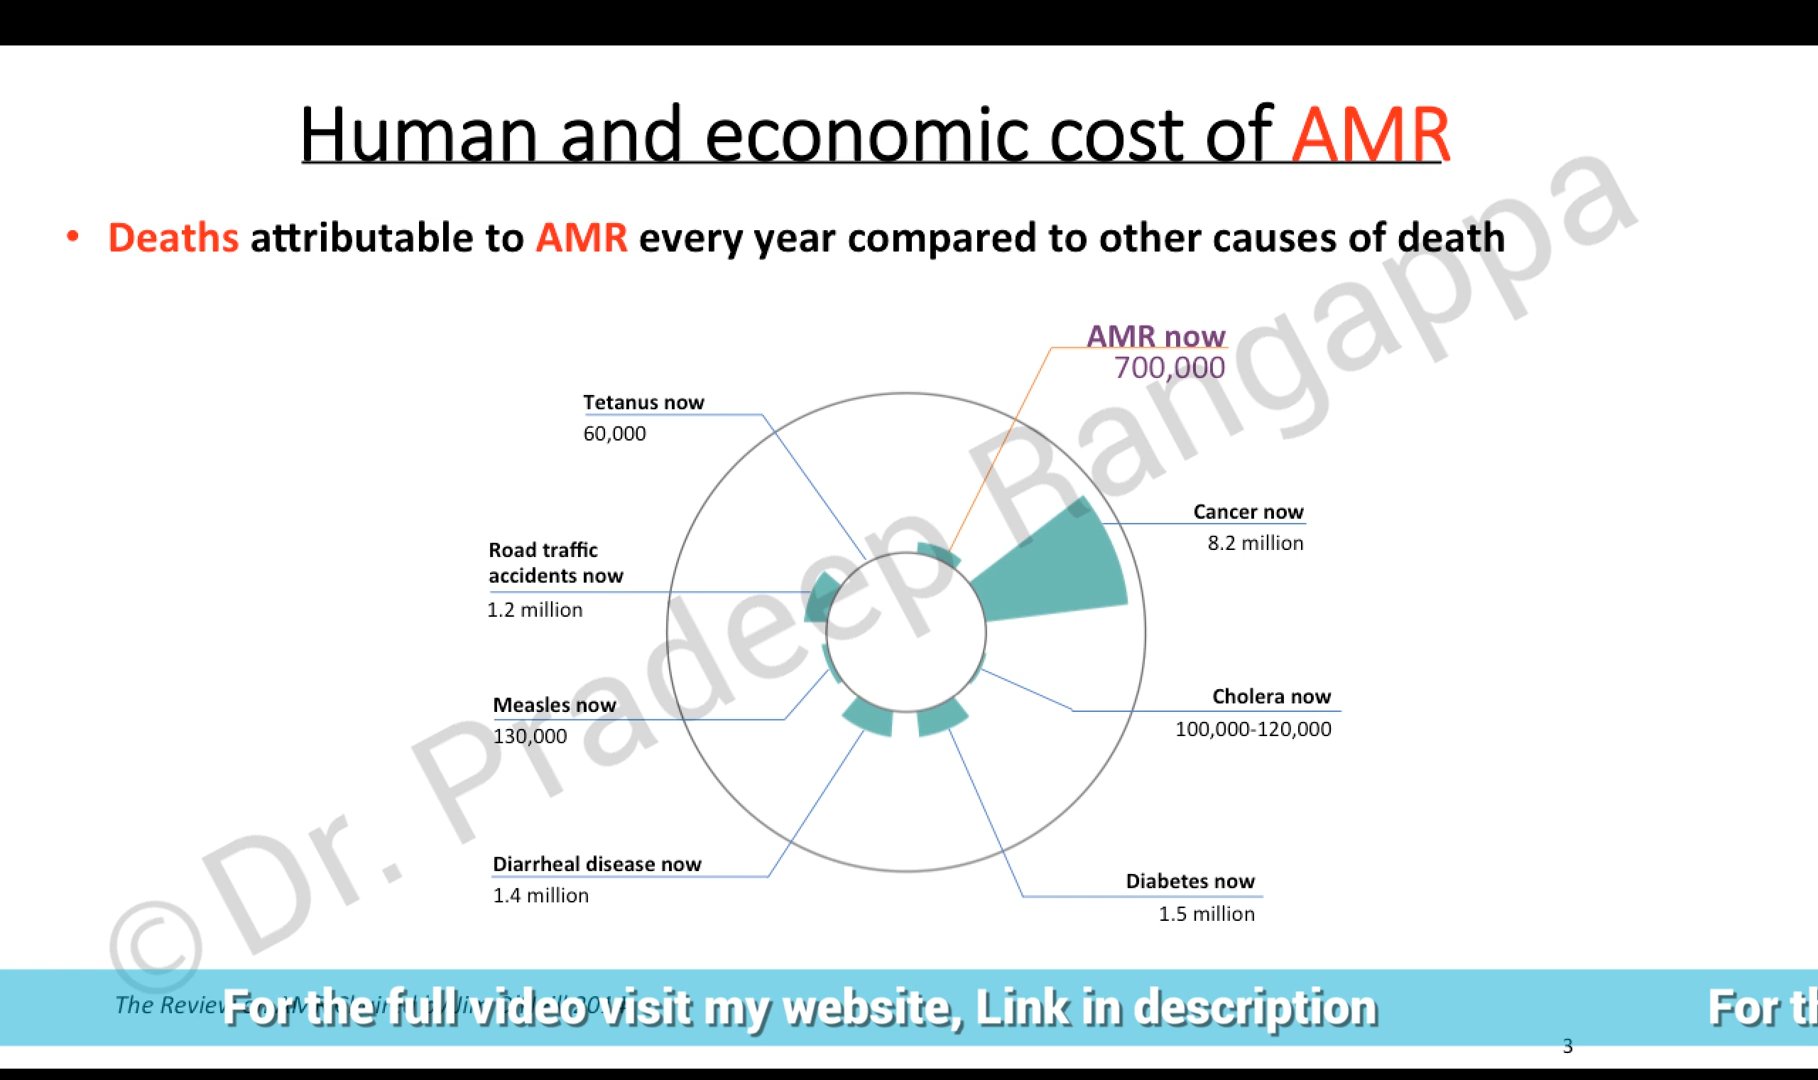 Human and economic cost of AMR
• Deaths attributable to AMR every year compared to other causes of death
AMR now
700,000
Tetanus now
60,000
Cancer now
8.2 million
Road traffic
accidents now
1.2 million
Measles now
130,000
Cholera now
100,000-120,000
Diarrheal disease now
1.4 million
Diabetes now
1.5 million
© Dr. Pradeep Rangappa
The Review
For the full video visit my website, Link in description
For th
3